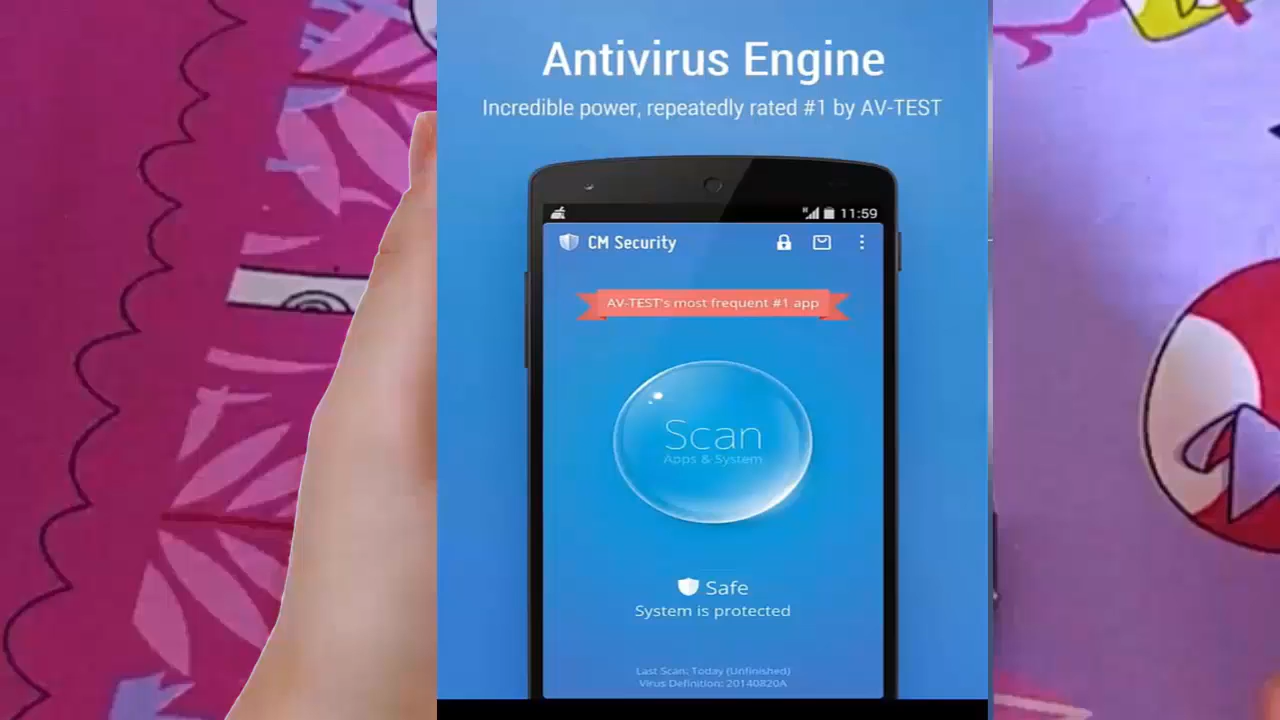 Antivirus Engine
Incredible power, repeatedly rated #1 by AV-TEST
11:59
CM Security
AV-TEST's most frequent #1 app
Scan
Apps & System
Safe
System is protected
Last Scan: Today (Unfinished)
Virus Definition: 20140820A